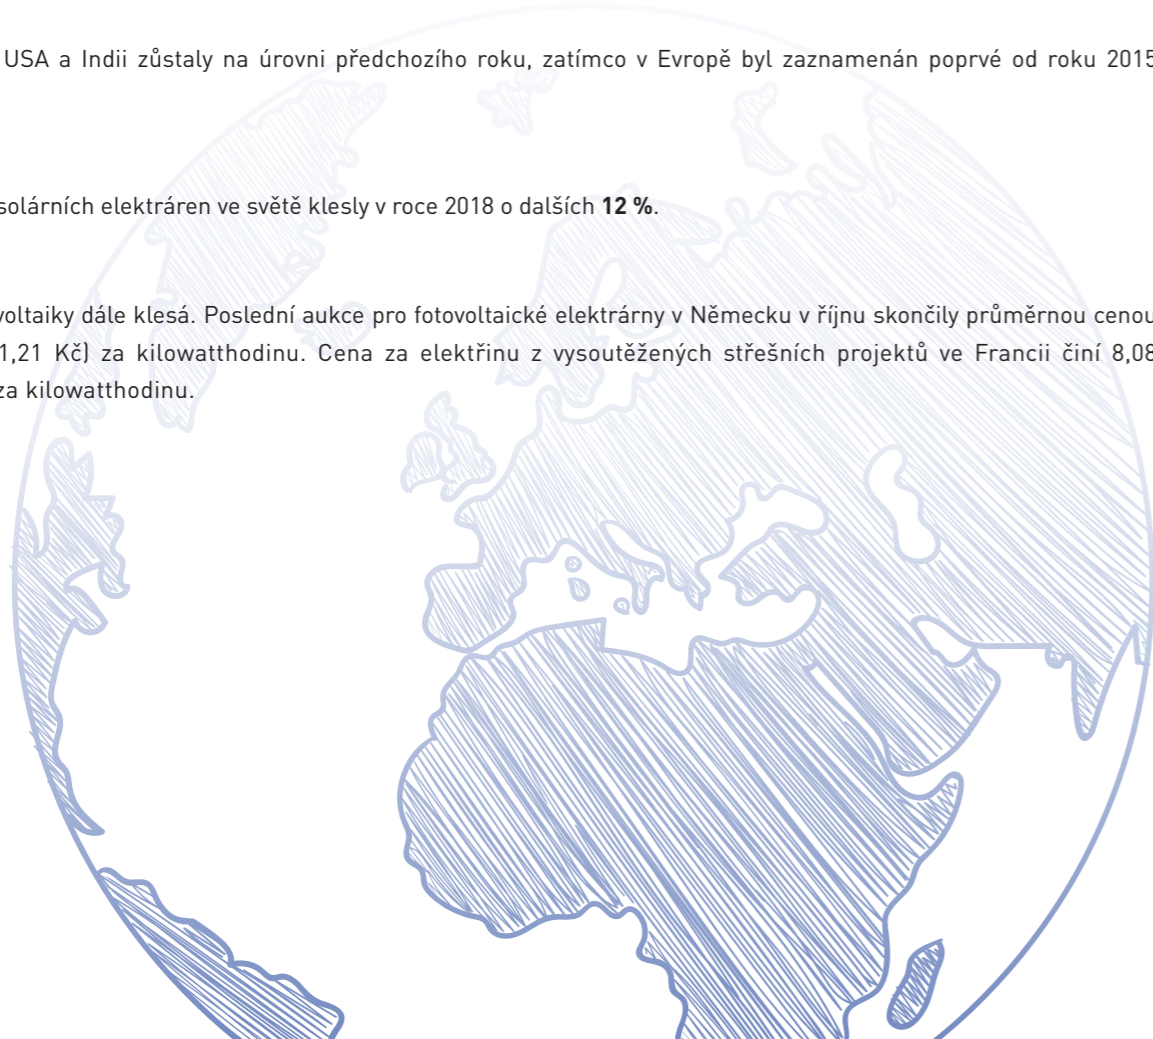 USA a Indii zůstaly na úrovni předchozího roku, zatímco v Evropě byl zaznamenán poprvé od roku 2015
solárních elektráren ve světě klesly v roce 2018 o dalších 12 %.
voltaiky dále klesá. Poslední aukce pro fotovoltaické elektrárny v Německu v říjnu skončily průměrnou cenou
1,21 Kč) za kilowatthodinu. Cena za elektřinu z vysoutěžených střešních projektů ve Francii činí 8,08
za kilowatthodinu.